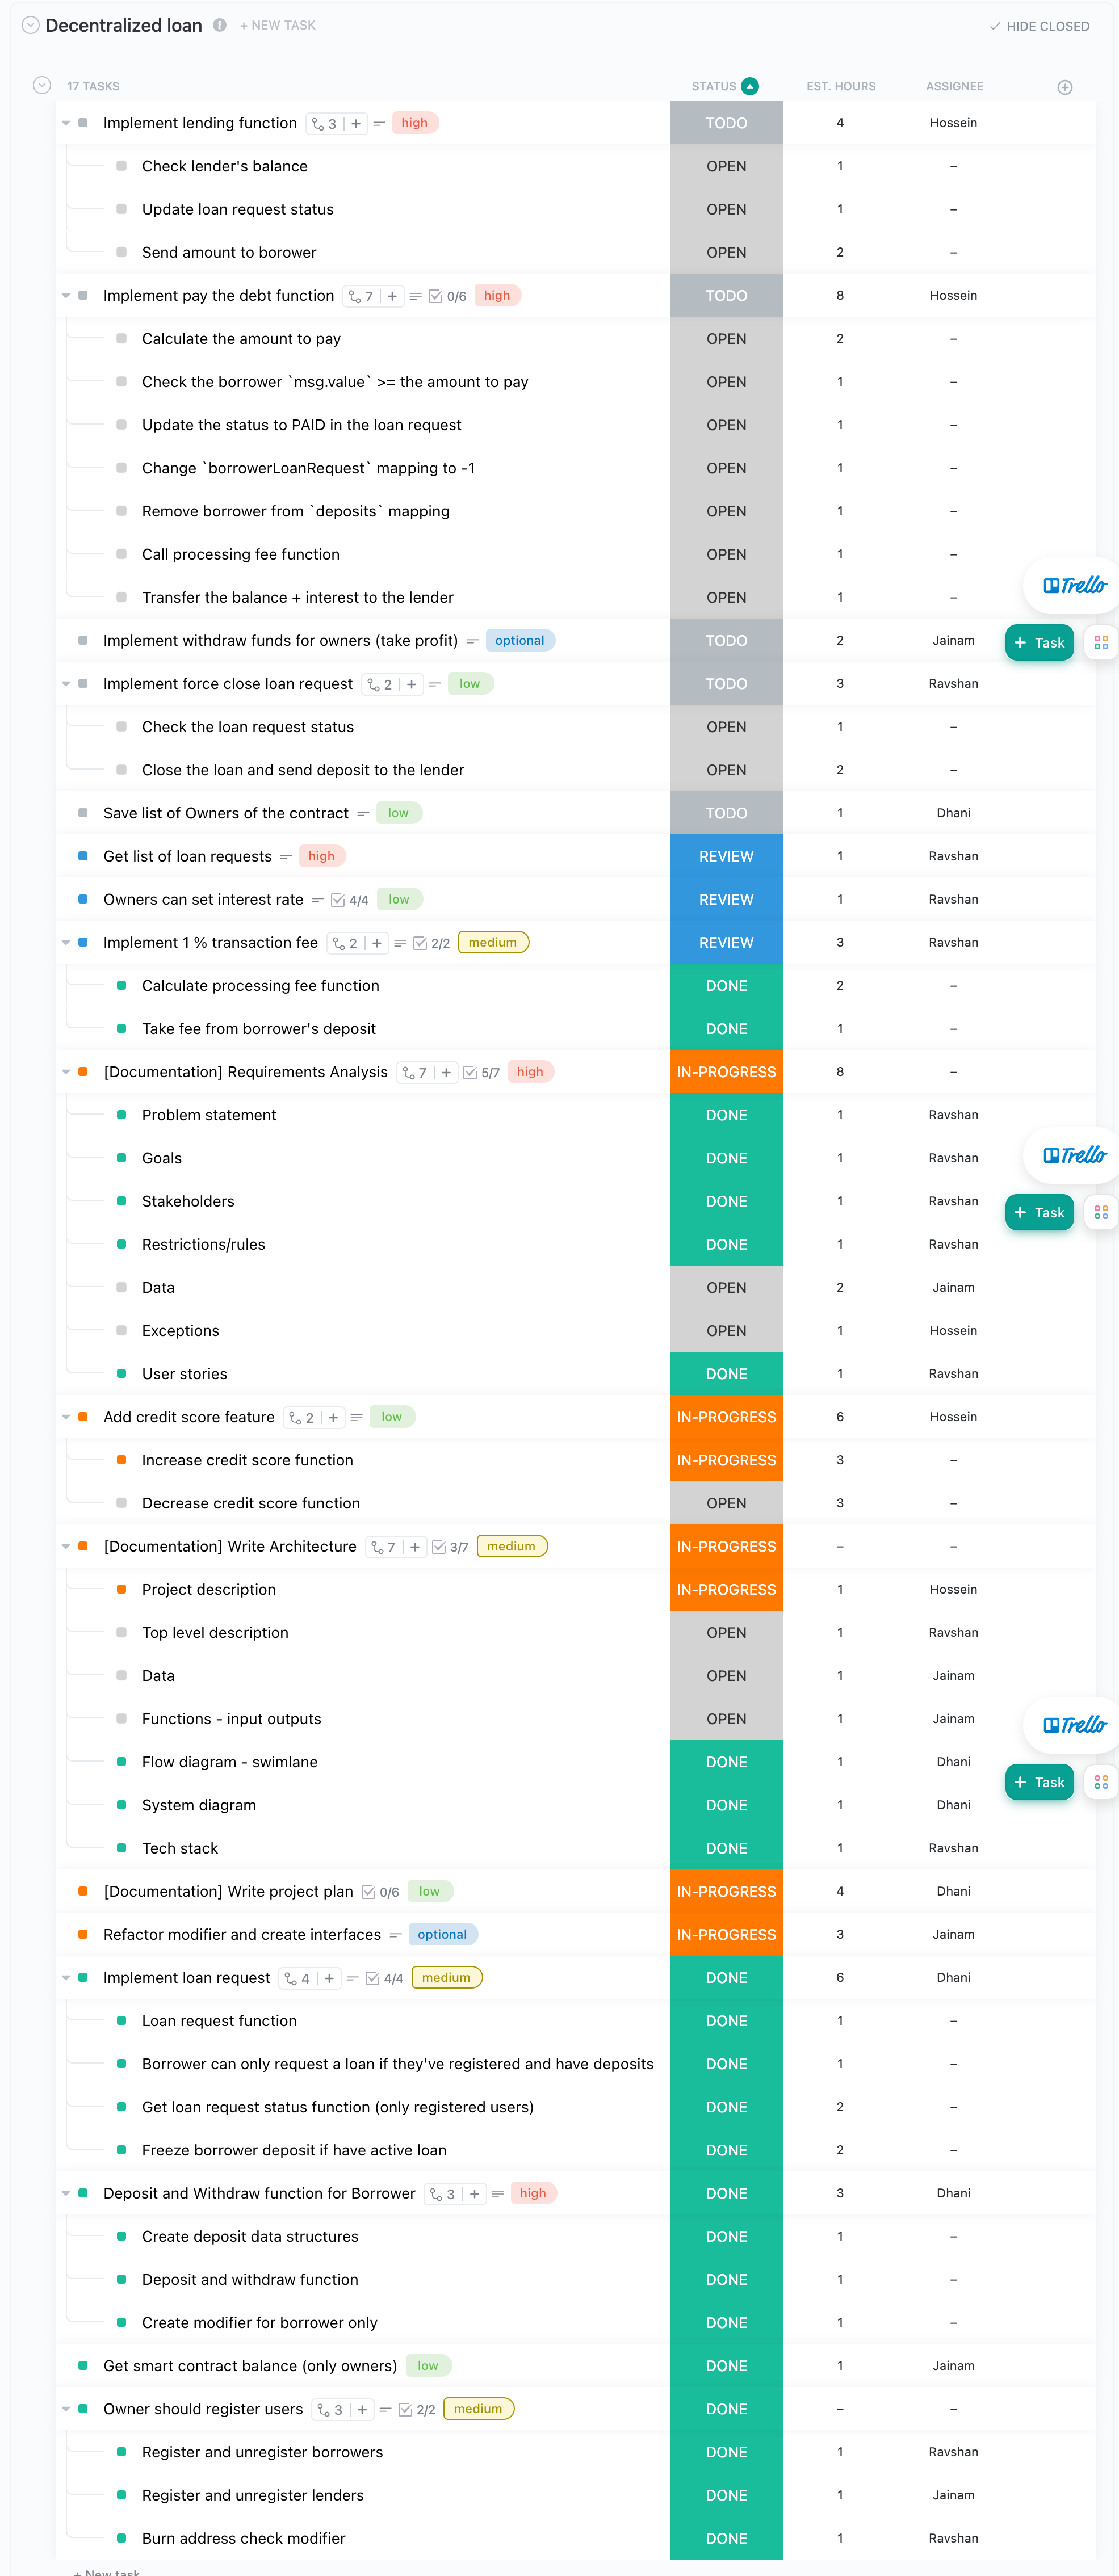 Decentralized loan + NEW TASK HIDE CLOSED
17 TASKS STATUS EST. HOURS ASSIGNEE
Implement lending function 3 + high TODO 4 Hossein
Check lender's balance OPEN 1 –
Update loan request status OPEN 1 –
Send amount to borower OPEN 2 –
Implement pay the debt function 7 + 0/6 high TODO 8 Hossein
Calculate the amount to pay OPEN 2 –
Check the borrower `msg.value` >= the amount to pay OPEN 1 –
Update the status to PAID in the loan request OPEN 1 –
Change `borrowerLoanRequest` mapping to -1 OPEN 1 –
Remove borrower from `deposits` mapping OPEN 1 –
Call processing fee function OPEN 1 –
Trello
Transfer the balance + interest to the lender OPEN 1 –
Implement withdraw funds for owners (take profit) optional TODO 2 Jainam + Task
Implement force close loan request 2 + low TODO 3 Ravshan
Check the loan request status OPEN 1 –
Close the loan and send deposit to the lender OPEN 2 –
Save list of Owners of the contract low TODO 1 Dhani
Get list of loan requests high REVIEW 1 Ravshan
Owners can set interest rate 4/4 low REVIEW 1 Ravshan
Implement 1 % transaction fee 2 + 2/2 medium REVIEW 3 Ravshan
Calculate processing fee function DONE 2 –
Take fee from borrower's deposit DONE 1 –
[Documentation] Requirements Analysis 7 + 5/7 high IN-PROGRESS 8 –
Problem statement DONE 1 Ravshan
Goals DONE 1 Ravshan Trello
Stakeholders DONE 1 Ravshan + Task
Restrictions/rules DONE 1 Ravshan
Data OPEN 2 Jainam
Exceptions OPEN 1 Hossein
User stories DONE 1 Ravshan
Add credit score feature 2 + low IN-PROGRESS 6 Hossein
Increase credit score function IN-PROGRESS 3 –
Decrease credit score function OPEN 3 –
[Documentation] Write Architecture 7 + 3/7 medium IN-PROGRESS – –
Project description IN-PROGRESS 1 Hossein
Top level description OPEN 1 Ravshan
Data OPEN 1 Jainam
Functions - input outputs OPEN 1 Jainam Trello
Flow diagram - swimlane DONE 1 Dhani + Task
System diagram DONE 1 Dhani
Tech stack DONE 1 Ravshan
[Documentation] Write project plan 0/6 low IN-PROGRESS 4 Dhani
Refactor modifier and create interfaces optional IN-PROGRESS 3 Jainam
Implement loan request 4 + 4/4 medium DONE 6 Dhani
Loan request function DONE 1 –
Borrower can only request a loan if they've registered and have deposits DONE 1 –
Get loan request status function (only registered users) DONE 2 –
Freeze borrower deposit if have active loan DONE 2 –
Deposit and Withdraw function for Borrower 3 + high DONE 3 Dhani
Create deposit data structures DONE 1 –
Deposit and withdraw function DONE 1 –
Create modifier for borrower only DONE 1 –
Get smart contract balance (only owners) low DONE 1 Jainam
Owner should register users 3 + 2/2 medium DONE – –
Register and unregister borrowers DONE 1 Ravshan
Register and unregister lenders DONE 1 Jainam
Burn address check modifier DONE 1 Ravshan
+ New task